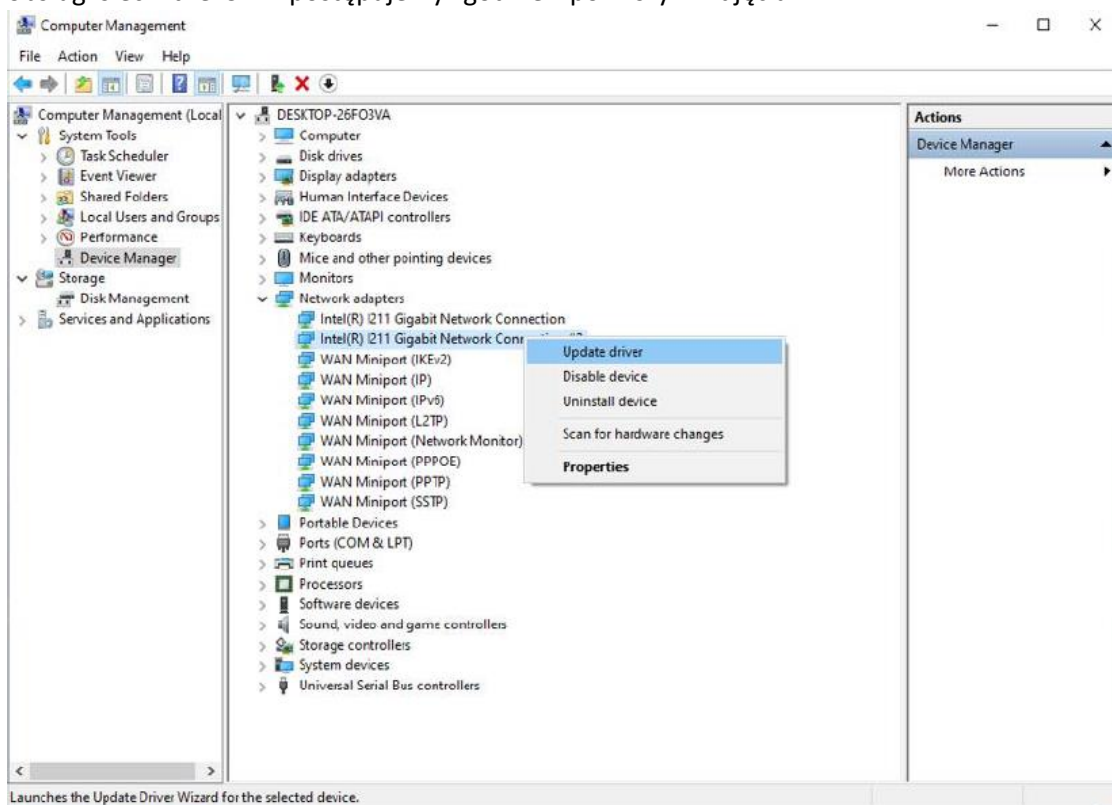 Computer Management
File Action View Help
Computer Management (Local
System Tools
Task Scheduler
Event Viewer
Shared Folders
Local Users and Groups
Performance
Device Manager
Storage
Disk Management
Services and Applications
DESKTOP-26FO3VA
Computer
Disk drives
Display adapters
Human Interface Devices
IDE ATA/ATAPI controllers
Keyboards
Mice and other pointing devices
Monitors
Network adapters
Intel(R) I211 Gigabit Network Connection
Intel(R) I211 Gigabit Network
WAN Miniport (IKEv2)
WAN Miniport (IP)
WAN Miniport (IPv6)
WAN Miniport (L2TP)
WAN Miniport (Network Monitor)
WAN Miniport (PPPOE)
WAN Miniport (PPTP)
WAN Miniport (SSTP)
Portable Devices
Ports (COM & LPT)
Print queues
Processors
Software devices
Sound, video and game controllers
Storage controllers
System devices
Universal Serial Bus controllers
Update driver
Disable device
Uninstall device
Scan for hardware changes
Properties
Actions
Device Manager
More Actions
Launches the Update Driver Wizard for the selected device.